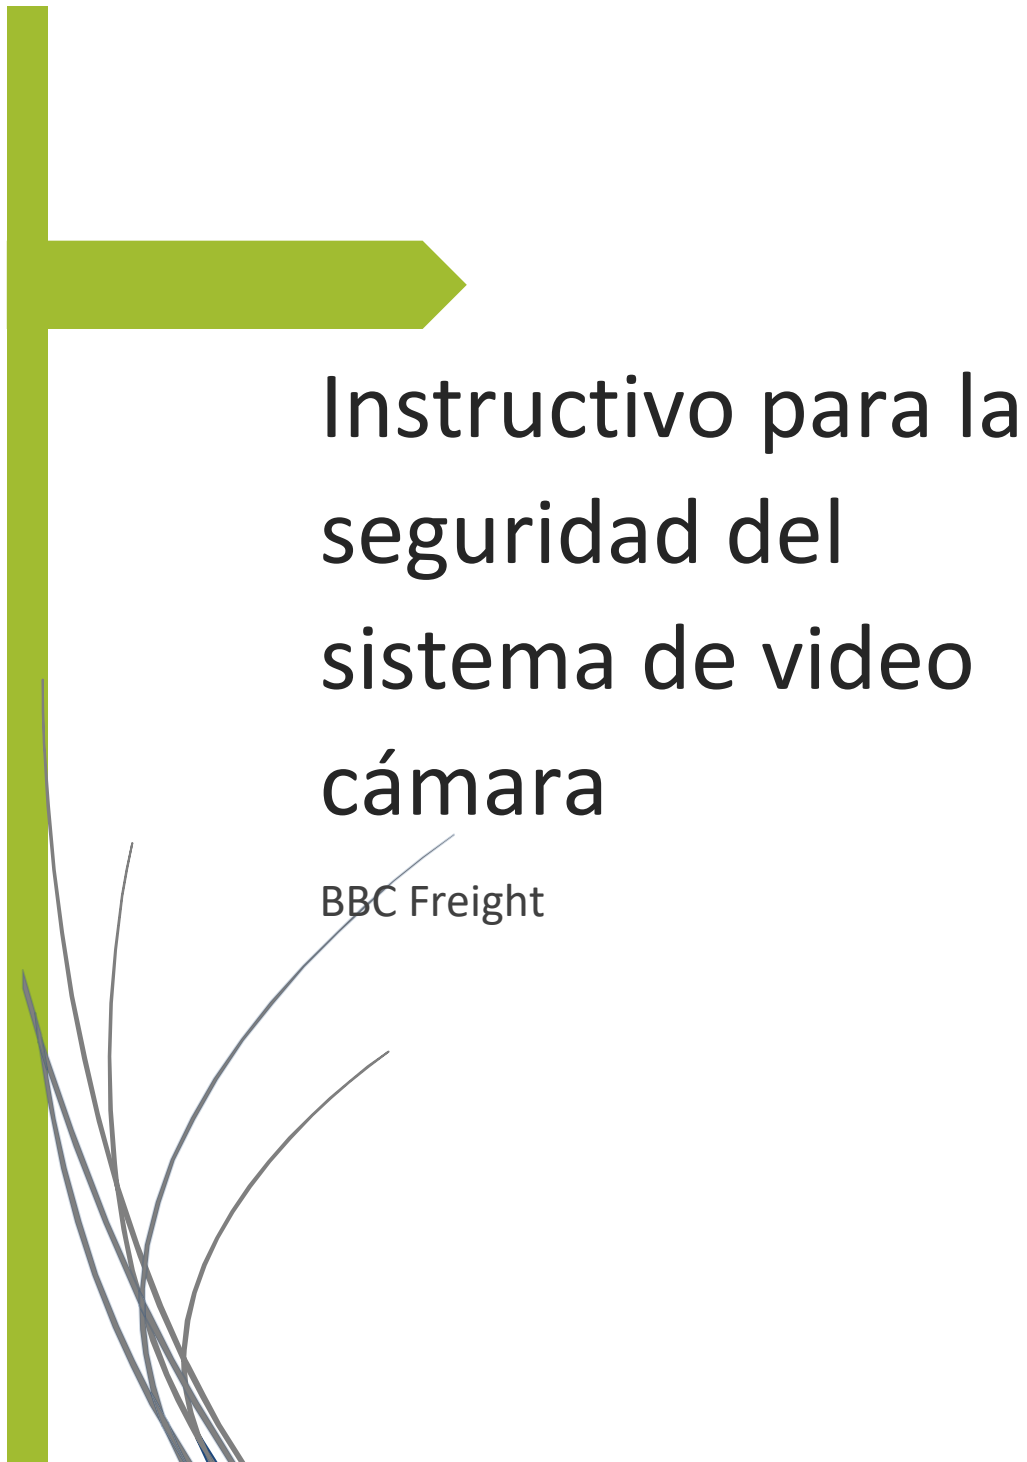 Instructivo para la
seguridad del
sistema de video
cámara
BBC Freight